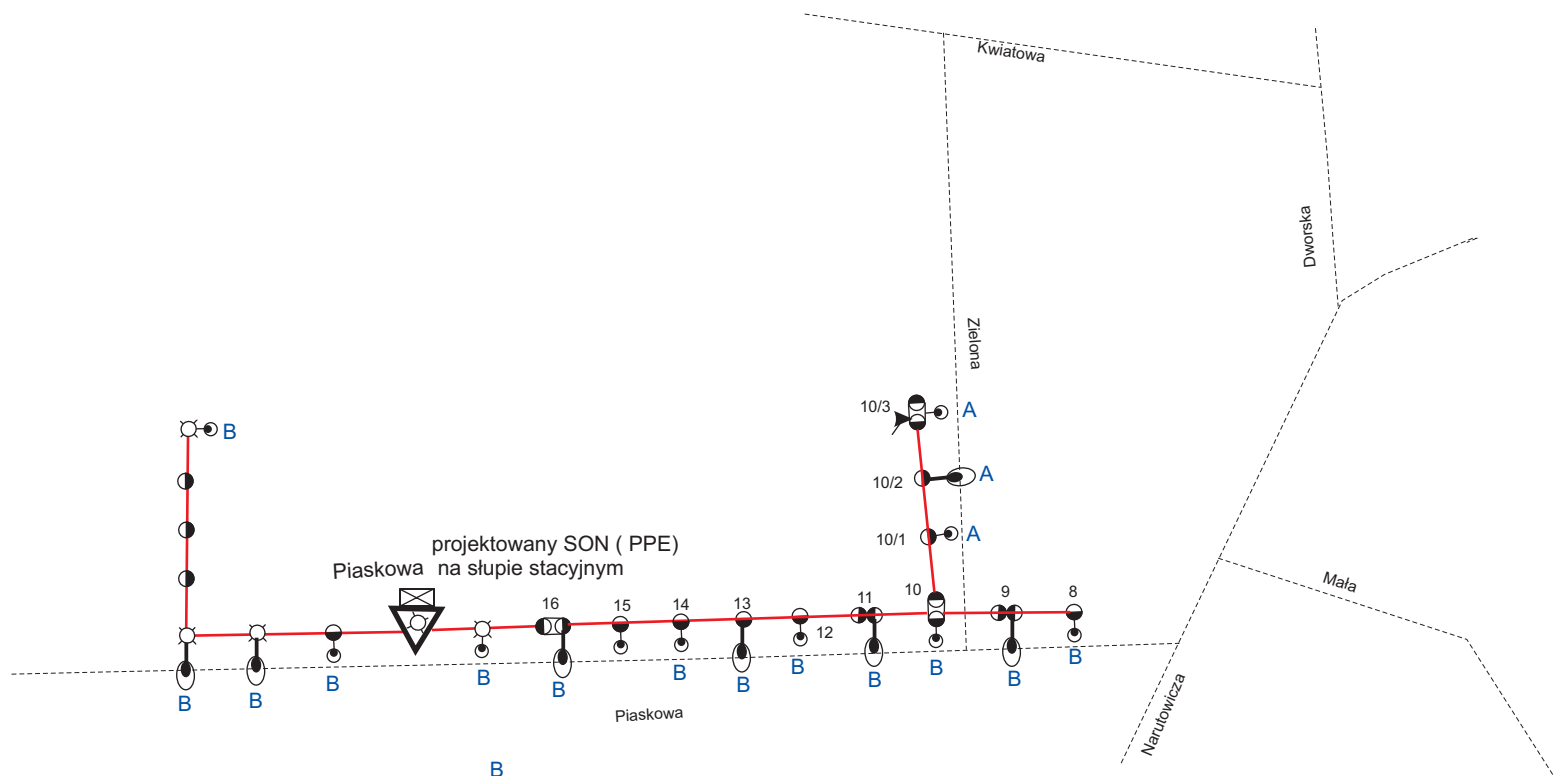 Kwiatowa
Dworska
Zielona
10/3
A
B
10/2
A
10/1
A
projektowany SON ( PPE)
Piaskowa na słupie stacyjnym
Mała
16
15
14
13
12
11
10
9
8
B
B
B
B
B
B
B
B
B
B
B
B
B
Piaskowa
Narutowicza
B